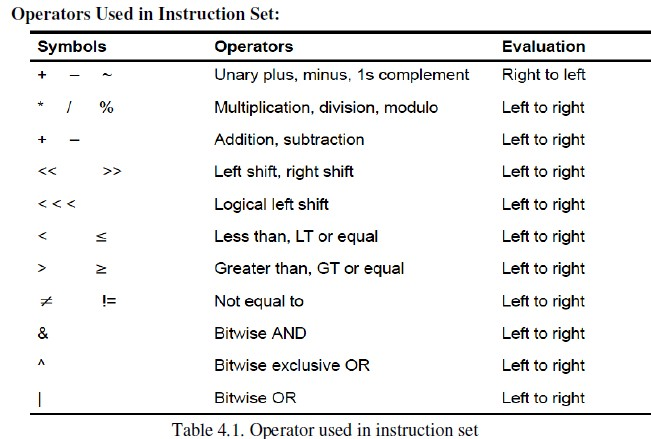 Operators Used in Instruction Set:
Symbols Operators Evaluation
+ – ~ Unary plus, minus, 1s complement Right to left
* / % Multiplication, division, modulo Left to right
+ – Addition, subtraction Left to right
<< >> Left shift, right shift Left to right
< < < Logical left shift Left to right
< ≤ Less than, LT or equal Left to right
> ≥ Greater than, GT or equal Left to right
≠ != Not equal to Left to right
& Bitwise AND Left to right
^ Bitwise exclusive OR Left to right
| Bitwise OR Left to right
Table 4.1. Operator used in instruction set